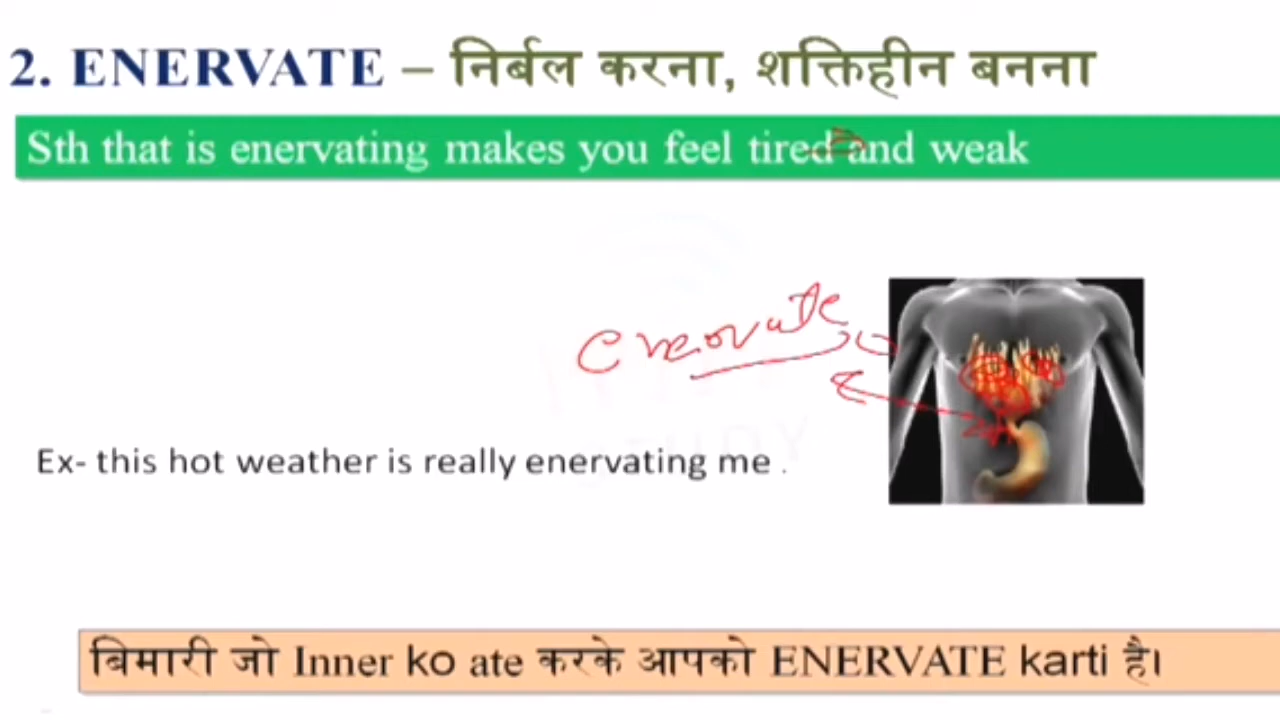 2. ENERVATE – निर्बल करना, शक्तिहीन बनना
Sth that is enervating makes you feel tired and weak
enervate
Ex- this hot weather is really enervating me .
बिमारी जो Inner ko ate करके आपको ENERVATE karti है।